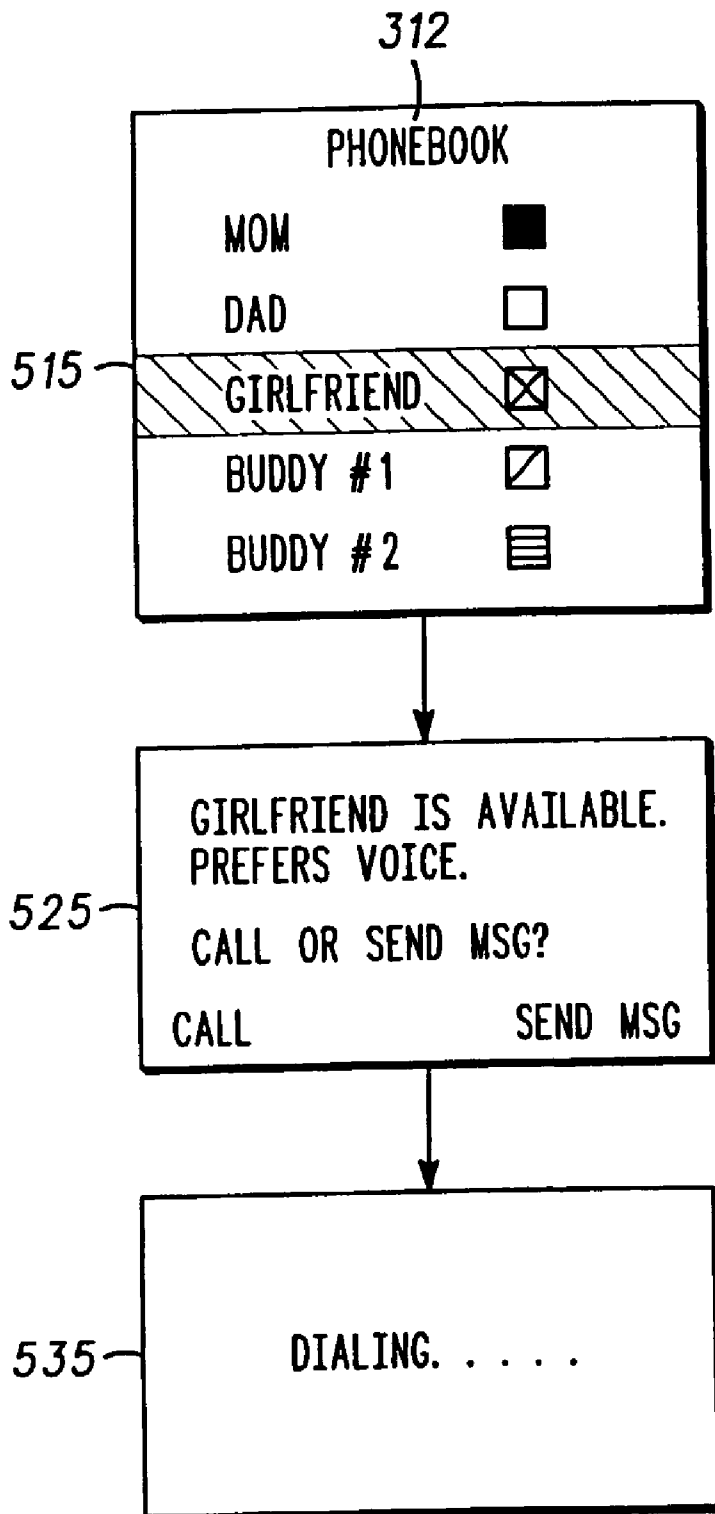 312
PHONEBOOK
MOM
DAD
515
GIRLFRIEND
BUDDY #1
BUDDY #2
GIRLFRIEND IS AVAILABLE.
PREFERS VOICE.
525
CALL OR SEND MSG?
CALL SEND MSG
535
DIALING. . . . .